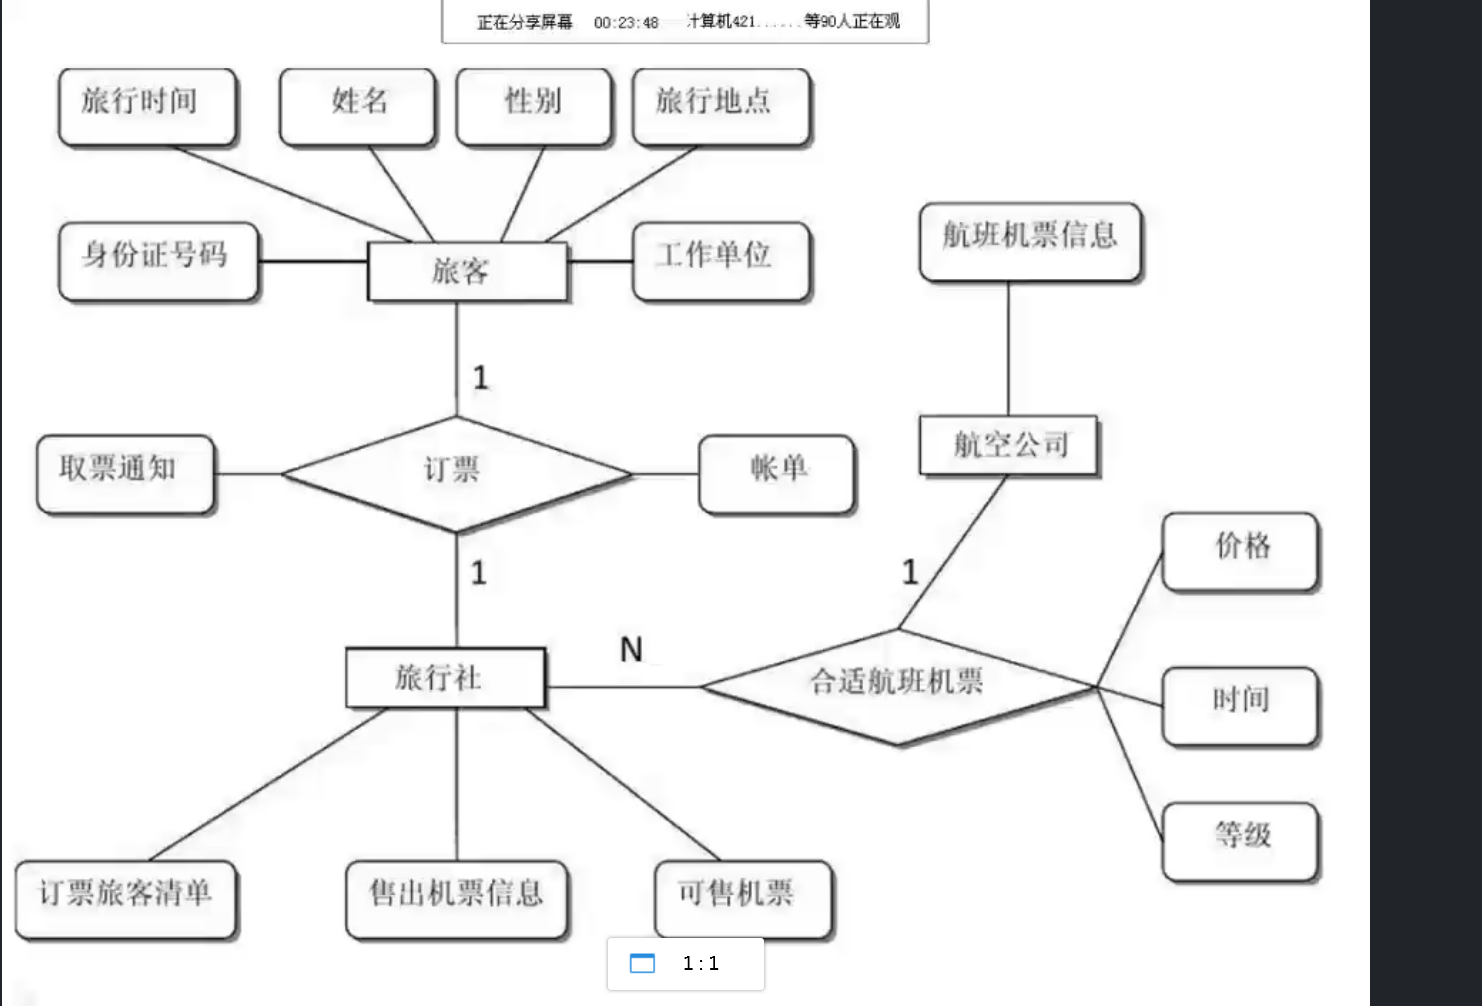 正在分享屏幕 00:23:48 计算机421......等90人正在观
旅行时间 姓名 性别 旅行地点
身份证号码 旅客 工作单位 航班机票信息
1
取票通知 订票 帐单 航空公司
1 1 价格
旅行社 N 合适航班机票 时间
等级
订票旅客清单 售出机票信息 可售机票
1:1